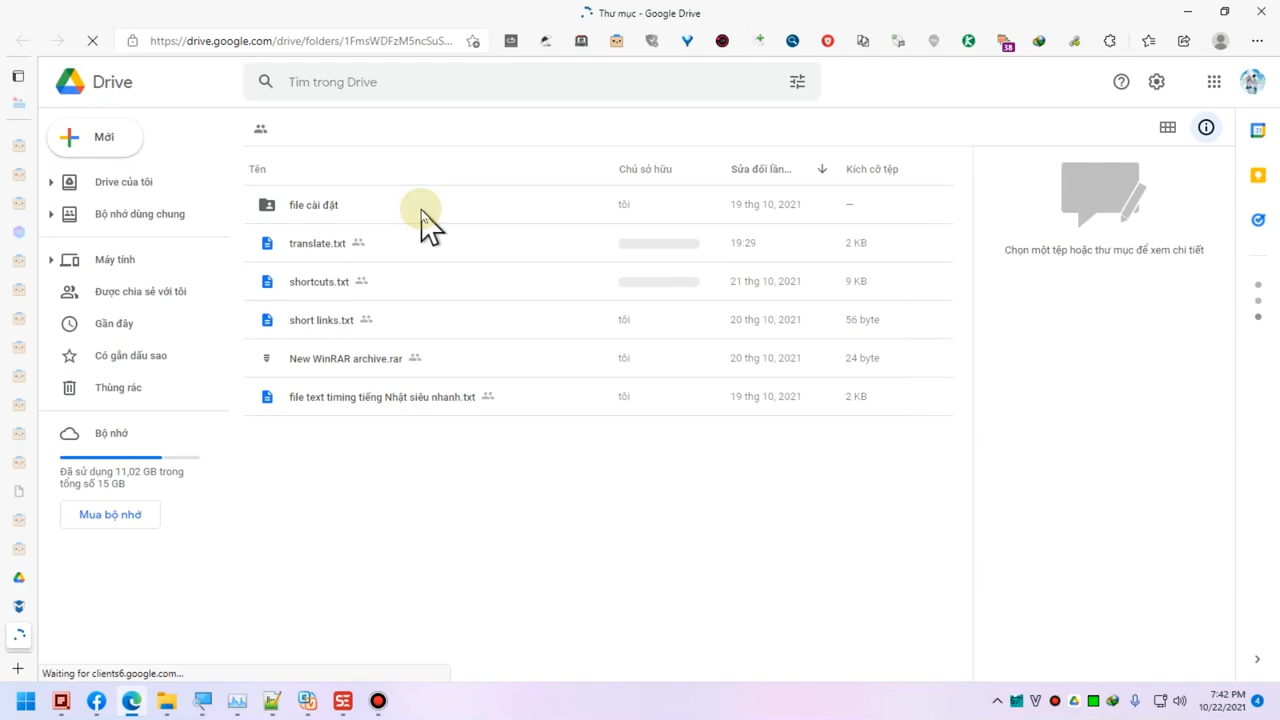 Thư mục - Google Drive
https://drive.google.com/drive/folders/1FmsWDFzM5ncSuS...
38
Drive
Tìm trong Drive
Mới
Drive của tôi
Bộ nhớ dùng chung
Máy tính
Được chia sẻ với tôi
Gần đây
Có gắn dấu sao
Thùng rác
Bộ nhớ
Đã sử dụng 11,02 GB trong
tổng số 15 GB
Mua bộ nhớ
Tên Chủ sở hữu Sửa đổi lần... Kích cỡ tệp
file cài đặt tôi 19 thg 10, 2021 —
translate.txt 19:29 2 KB
shortcuts.txt 21 thg 10, 2021 9 KB
short links.txt tôi 20 thg 10, 2021 56 byte
New WinRAR archive.rar tôi 20 thg 10, 2021 24 byte
file text timing tiếng Nhật siêu nhanh.txt tôi 19 thg 10, 2021 2 KB
Chọn một tệp hoặc thư mục để xem chi tiết
Waiting for clients6.google.com...
SE
7:42 PM
10/22/2021
4